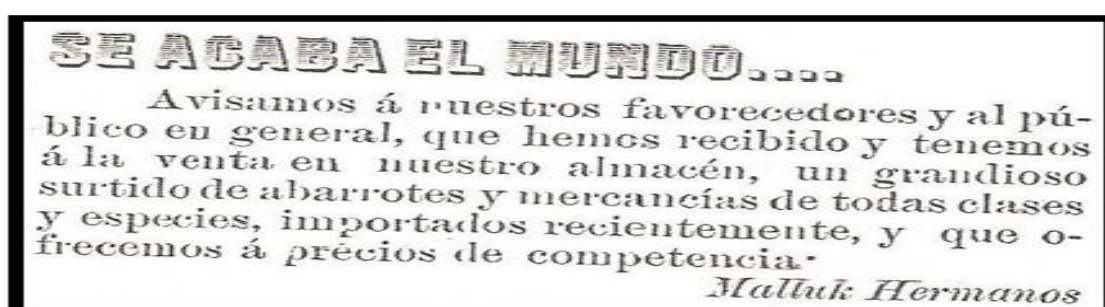 SE ACABA EL MUNDO....
Avisamos á nuestros favorecedores y al pú-
blico en general, que hemos recibido y tenemos
á la venta en nuestro almacén, un grandioso
surtido de abarrotes y mercancías de todas clases
y especies, importados recientemente, y que o-
frecemos á précios de competencia.
Malluk Hermanos